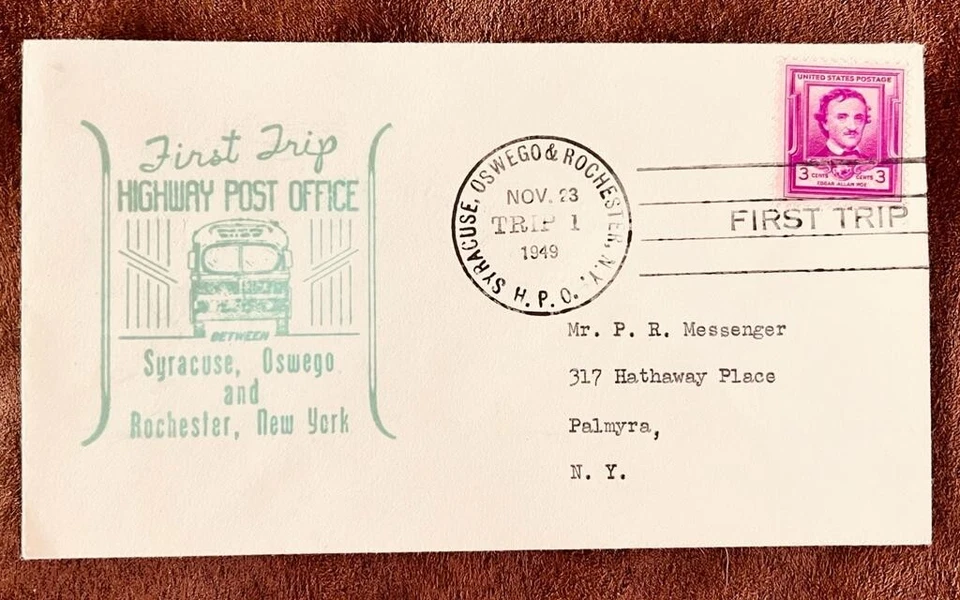 First Trip
HIGHWAY POST OFFICE
BETWEEN
Syracuse, Oswego
and
Rochester, New York
SYRACUSE, OSWEGO & ROCHESTER, N.Y.
NOV. 23
TRIP 1
1949
H. P. O.
UNITED STATES POSTAGE
3 CENTS CENTS 3
EDGAR ALLAN POE
FIRST TRIP
Mr. P. R. Messenger
317 Hathaway Place
Palmyra,
N. Y.